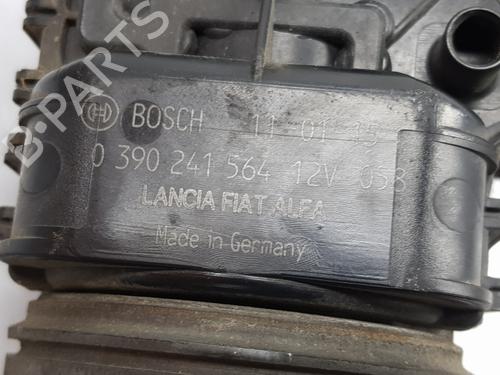 BOSCH 11-01-15
0 390 241 564 12V 058
LANCIA FIAT ALFA
Made in Germany
B-PARTS